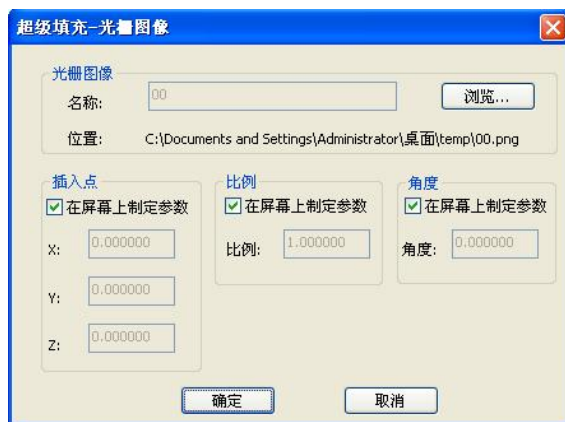 超级填充-光栅图像
光栅图像
名称: 00 浏览...
位置: C:\Documents and Settings\Administrator\桌面\temp\00.png
插入点 比例 角度
在屏幕上制定参数 在屏幕上制定参数 在屏幕上制定参数
X: 0.000000 比例: 1.000000 角度: 0.000000
Y: 0.000000
Z: 0.000000
确定 取消